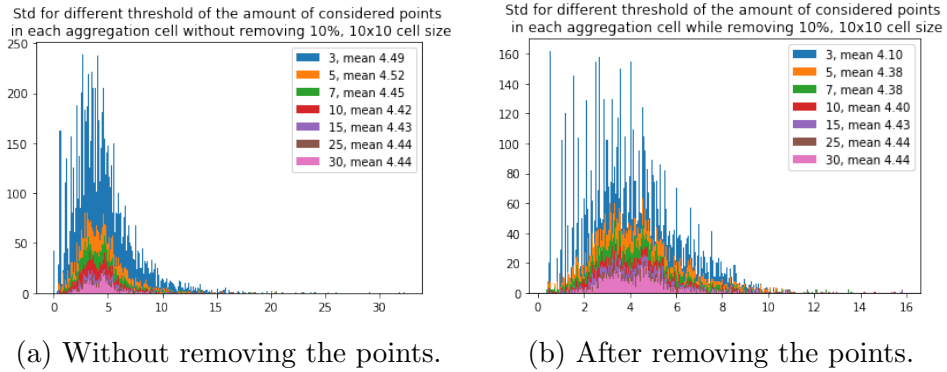 Std for different threshold of the amount of considered points
in each aggregation cell without removing 10%, 10x10 cell size
250
200
150
100
50
0
0
5
10
15
20
25
30
3, mean 4.49
5, mean 4.52
7, mean 4.45
10, mean 4.42
15, mean 4.43
25, mean 4.44
30, mean 4.44
(a) Without removing the points.
Std for different threshold of the amount of considered points
in each aggregation cell while removing 10%, 10x10 cell size
160
140
120
100
80
60
40
20
0
0
2
4
6
8
10
12
14
16
3, mean 4.10
5, mean 4.38
7, mean 4.38
10, mean 4.40
15, mean 4.43
25, mean 4.44
30, mean 4.44
(b) After removing the points.